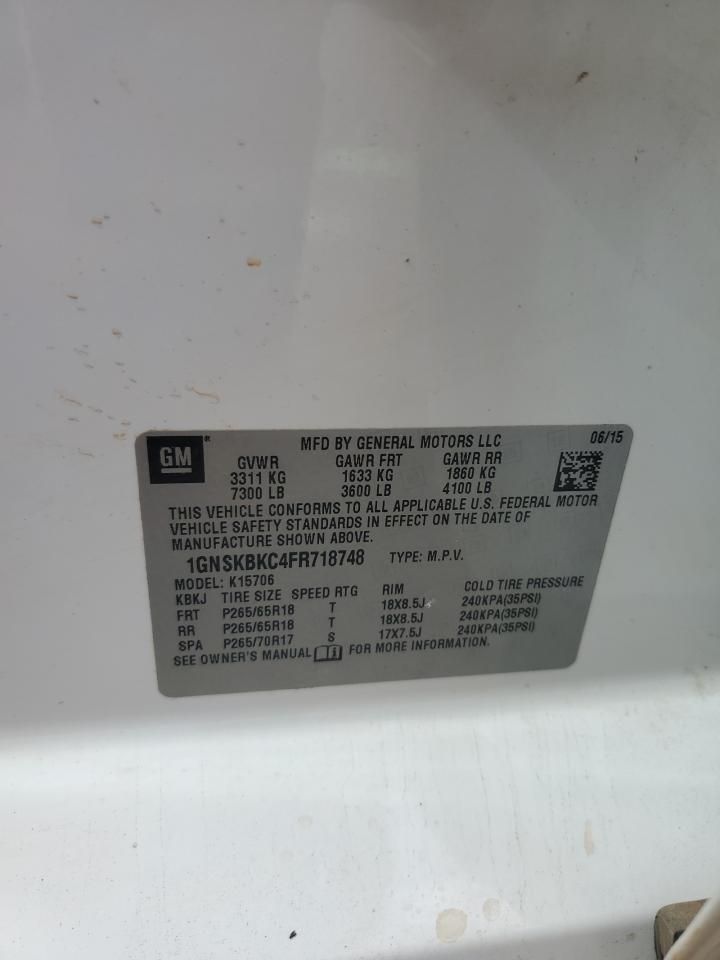 GM®
MFD BY GENERAL MOTORS LLC 06/15
GVWR GAWR FRT GAWR RR
3311 KG 1633 KG 1860 KG
7300 LB 3600 LB 4100 LB
THIS VEHICLE CONFORMS TO ALL APPLICABLE U.S. FEDERAL MOTOR
VEHICLE SAFETY STANDARDS IN EFFECT ON THE DATE OF
MANUFACTURE SHOWN ABOVE.
1GNSKBKC4FR718748 TYPE: M.P.V.
MODEL: K15706
KBKJ TIRE SIZE SPEED RTG RIM COLD TIRE PRESSURE
FRT P265/65R18 T 18X8.5J 240KPA(35PSI)
RR P265/65R18 T 18X8.5J 240KPA(35PSI)
SPA P265/70R17 S 17X7.5J 240KPA(35PSI)
SEE OWNER'S MANUAL FOR MORE INFORMATION.